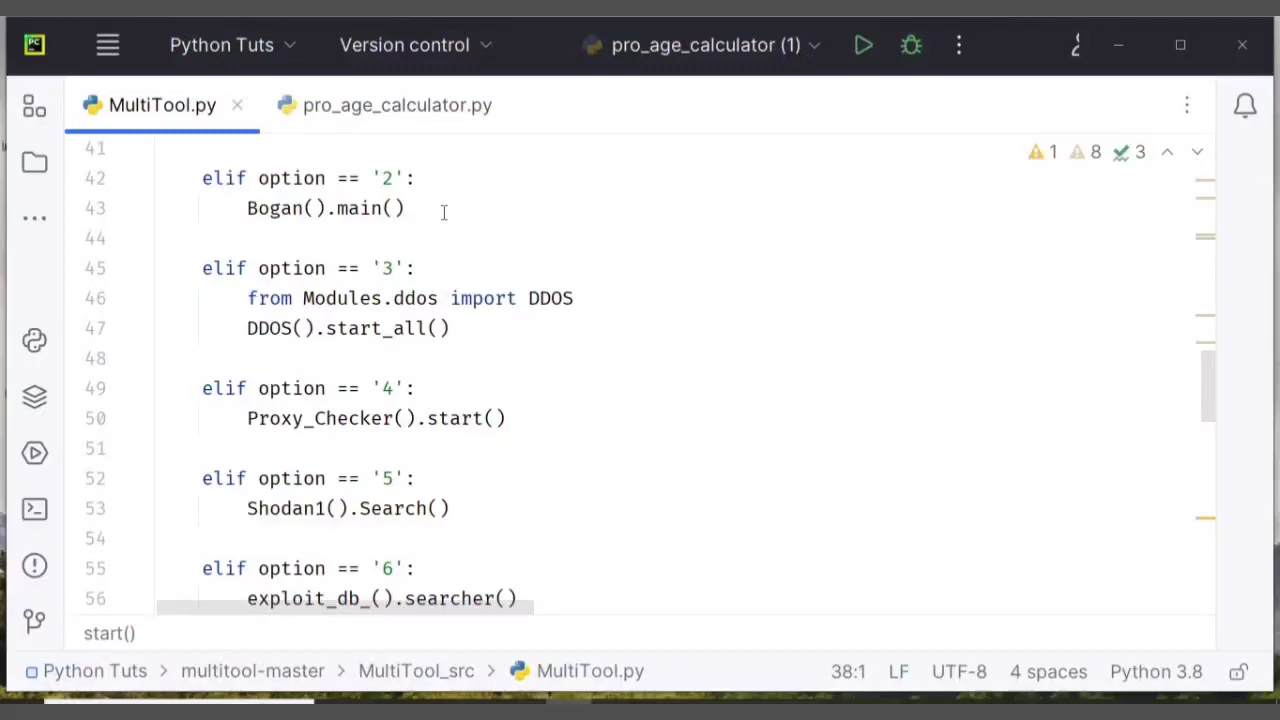 PC Python Tuts Version control pro_age_calculator (1)
MultiTool.py pro_age_calculator.py
1 8 3
41
42 elif option == '2':
43 Bogan().main()
44
45 elif option == '3':
46 from Modules.ddos import DDOS
47 DDOS().start_all()
48
49 elif option == '4':
50 Proxy_Checker().start()
51
52 elif option == '5':
53 Shodan1().Search()
54
55 elif option == '6':
56 exploit_db_().searcher()
start()
Python Tuts > multitool-master > MultiTool_src > MultiTool.py 38:1 LF UTF-8 4 spaces Python 3.8